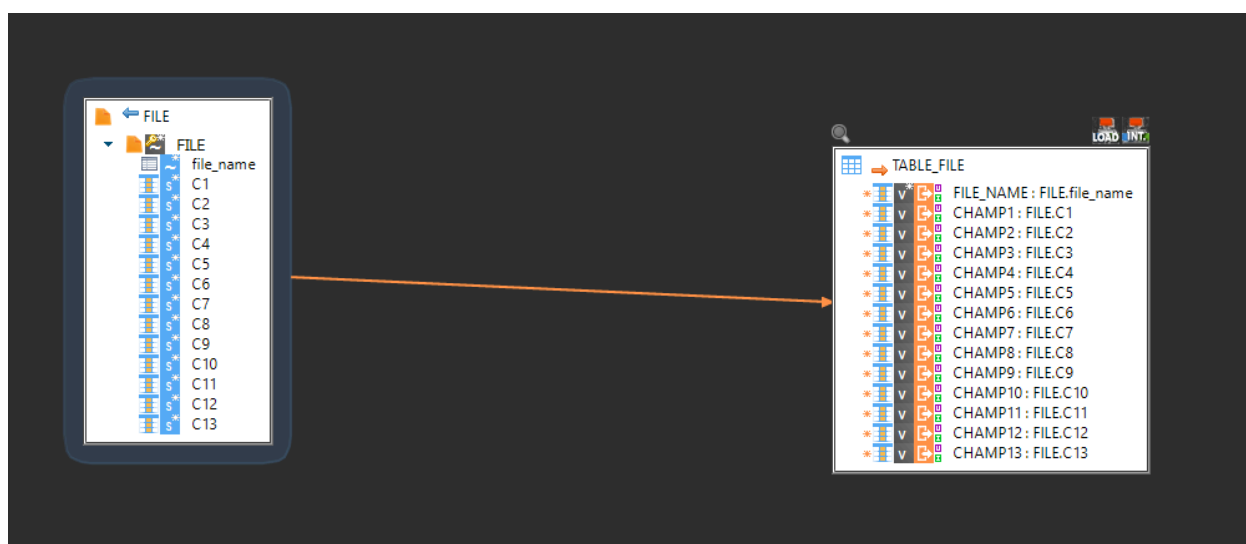 FILE
FILE
file_name
C1
C2
C3
C4
C5
C6
C7
C8
C9
C10
C11
C12
C13
LOAD INT.
TABLE_FILE
FILE_NAME : FILE.file_name
CHAMP1 : FILE.C1
CHAMP2 : FILE.C2
CHAMP3 : FILE.C3
CHAMP4 : FILE.C4
CHAMP5 : FILE.C5
CHAMP6 : FILE.C6
CHAMP7 : FILE.C7
CHAMP8 : FILE.C8
CHAMP9 : FILE.C9
CHAMP10 : FILE.C10
CHAMP11 : FILE.C11
CHAMP12 : FILE.C12
CHAMP13 : FILE.C13